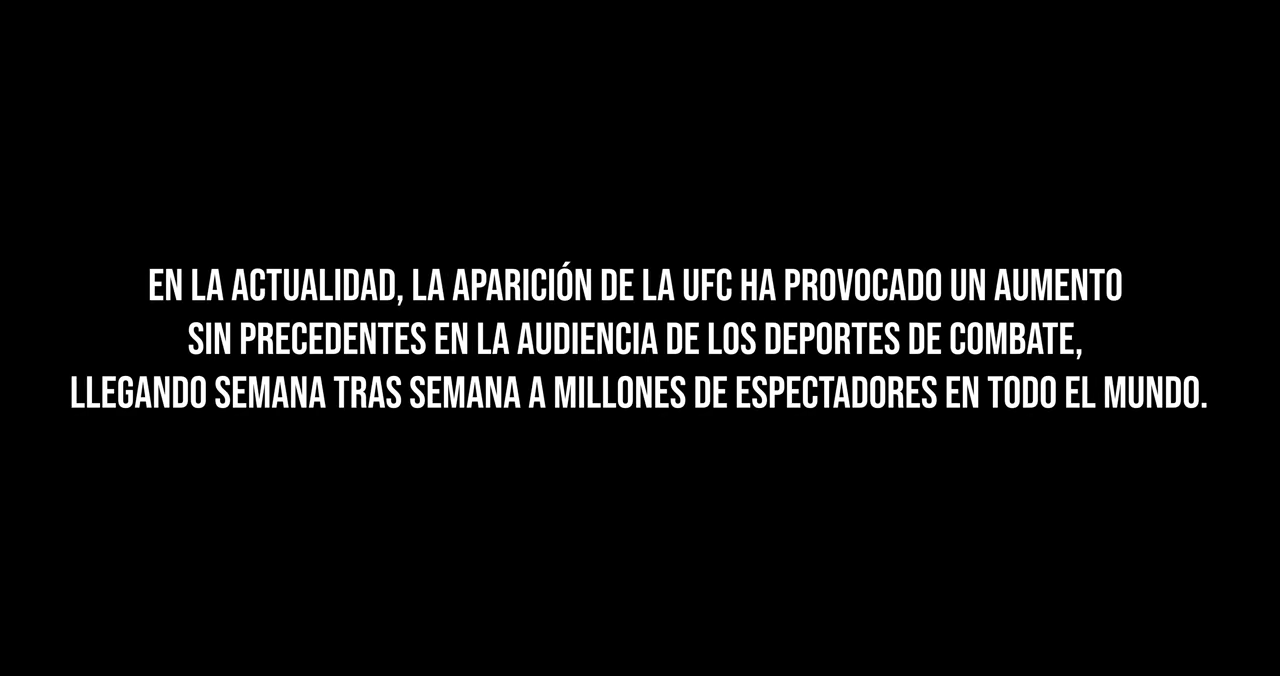 EN LA ACTUALIDAD, LA APARICIÓN DE LA UFC HA PROVOCADO UN AUMENTO
SIN PRECEDENTES EN LA AUDIENCIA DE LOS DEPORTES DE COMBATE,
LLEGANDO SEMANA TRAS SEMANA A MILLONES DE ESPECTADORES EN TODO EL MUNDO.